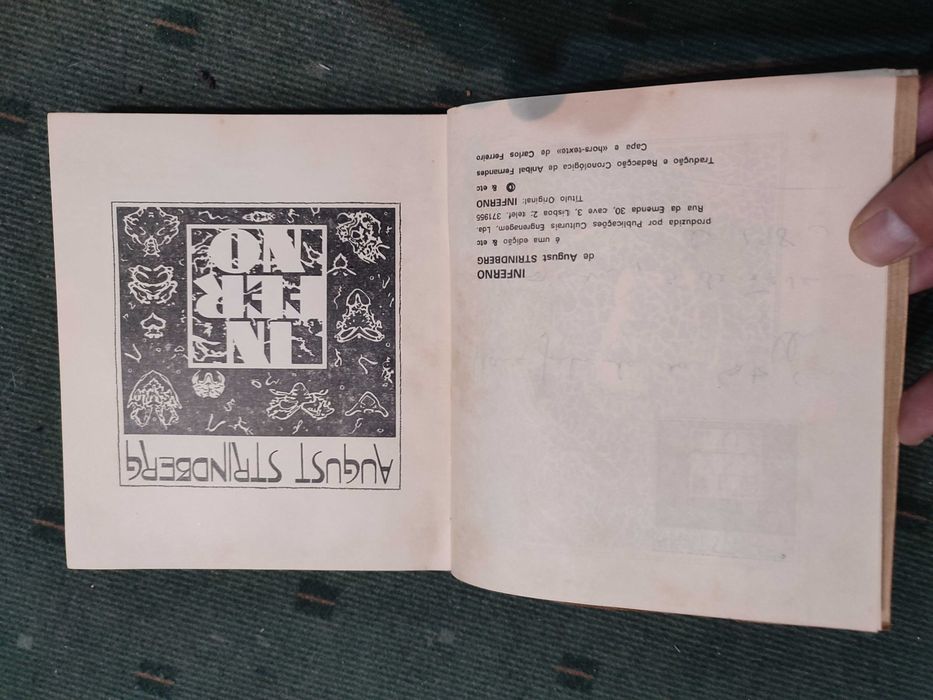 INFERNO
de August STRINDBERG
é uma edição & etc
produzida por Publicações Culturais Engrenagem, Lda.
Rua da Emenda 30, cave 3, Lisboa 2; telef. 371955
Título Original: INFERNO
© & etc
Tradução e Redacção Cronológica de Aníbal Fernandes
Capa e «hors-texte» de Carlos Ferreiro
AUGUST STRINDBERG
IN
FER
NO